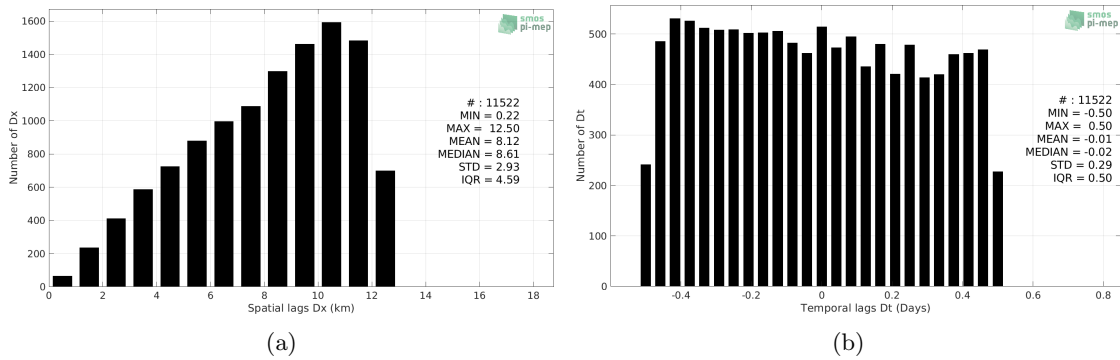 1600
1400
1200
1000
800
600
400
200
0
Number of Dx
smos
pi-mep
# : 11522
MIN = 0.22
MAX = 12.50
MEAN = 8.12
MEDIAN = 8.61
STD = 2.93
IQR = 4.59
0 2 4 6 8 10 12 14 16 18
Spatial lags Dx (km)
(a)
500
400
300
200
100
0
Number of Dt
smos
pi-mep
# : 11522
MIN = -0.50
MAX = 0.50
MEAN = -0.01
MEDIAN = -0.02
STD = 0.29
IQR = 0.50
-0.4 -0.2 0 0.2 0.4 0.6 0.8
Temporal lags Dt (Days)
(b)